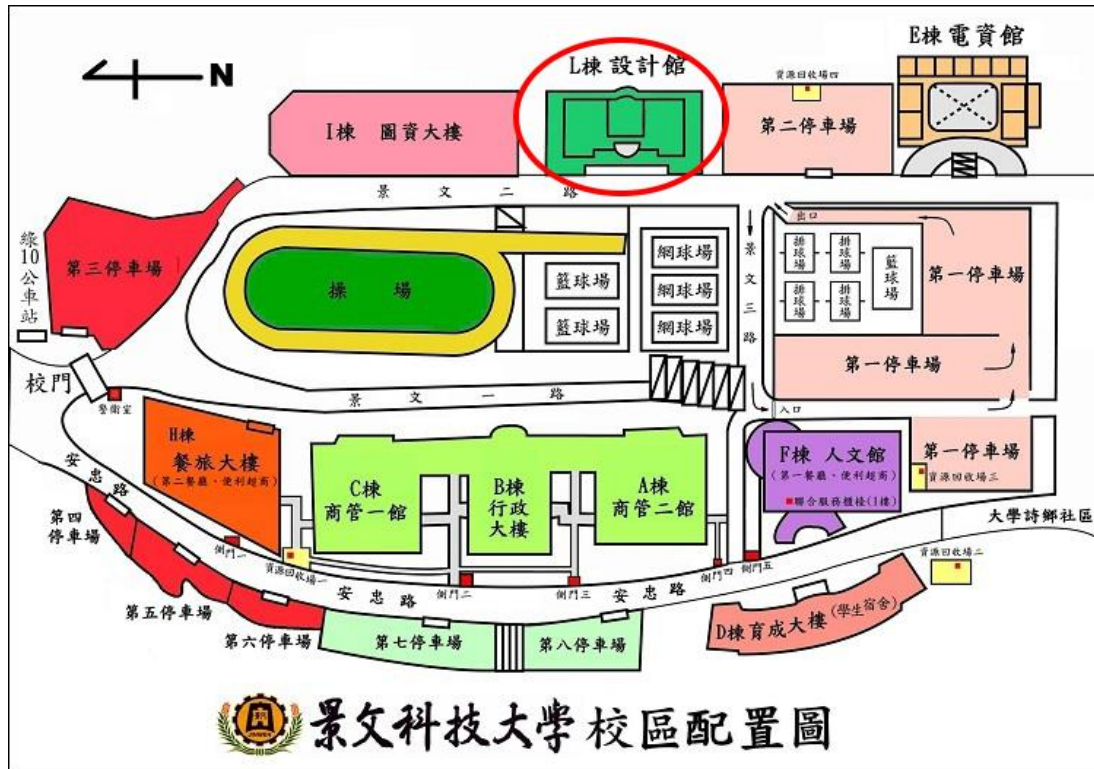 E棟電資館
L棟設計館
資源回收場四
N
I棟 圖資大樓
第二停車場
景文二路
出口
綠10公車站
第三停車場
操場
籃球場
籃球場
網球場
網球場
網球場
景文三路
排球場
排球場
排球場
排球場
籃球場
第一停車場
第一停車場
校門
警衛室
景文一路
入口
H棟
餐旅大樓
(第二餐廳、便利超商)
C棟
商管一館
B棟
行政
大樓
A棟
商管二館
F棟 人文館
(第一餐廳、便利超商)
聯合服務櫃檯(1樓)
第一停車場
資源回收場三
大學詩鄉社區
安忠路
第四
停車場
側門一
資源回收場一
側門二
側門三
側門四
側門五
資源回收場二
第五停車場
安忠路
第六停車場
第七停車場
第八停車場
D棟育成大樓(學生宿舍)
景文科技大学校區配置圖